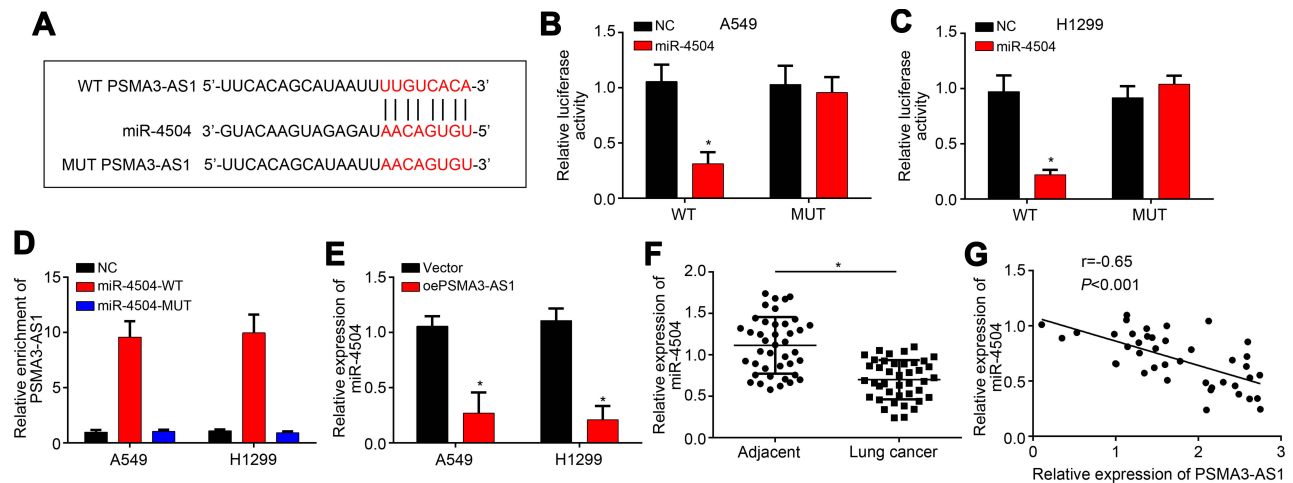 A
WT PSMA3-AS1 5’-UUCACAGCAUAAUUUUGUCACA-3’
miR-4504 3’-GUACAAGUAGAGAUAACAGUGU-5’
MUT PSMA3-AS1 5’-UUCACAGCAUAAUUAACAGUGU-3’
B
A549
NC
miR-4504
Relative luciferase
activity
1.5
1.0
0.5
0.0
*
WT MUT
C
H1299
NC
miR-4504
Relative luciferase
activity
1.5
1.0
0.5
0.0
*
WT MUT
D
NC
miR-4504-WT
miR-4504-MUT
Relative enrichment of
PSMA3-AS1
15
10
5
0
A549 H1299
E
Vector
oePSMA3-AS1
Relative expression of
miR-4504
1.5
1.0
0.5
0.0
*
*
A549 H1299
F
Relative expression of
miR-4504
2.0
1.5
1.0
0.5
0.0
*
Adjacent Lung cancer
G
r=-0.65
P<0.001
Relative expression of
miR-4504
1.5
1.0
0.5
0.0
0 1 2 3
Relative expression of PSMA3-AS1